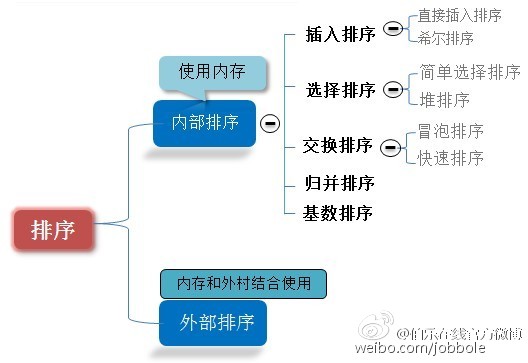 使用内存
内部排序
插入排序
直接插入排序
希尔排序
选择排序
简单选择排序
堆排序
交换排序
冒泡排序
快速排序
归并排序
基数排序
排序
内存和外村结合使用
外部排序
@伯乐在线官方微博
weibo.com/jobbole